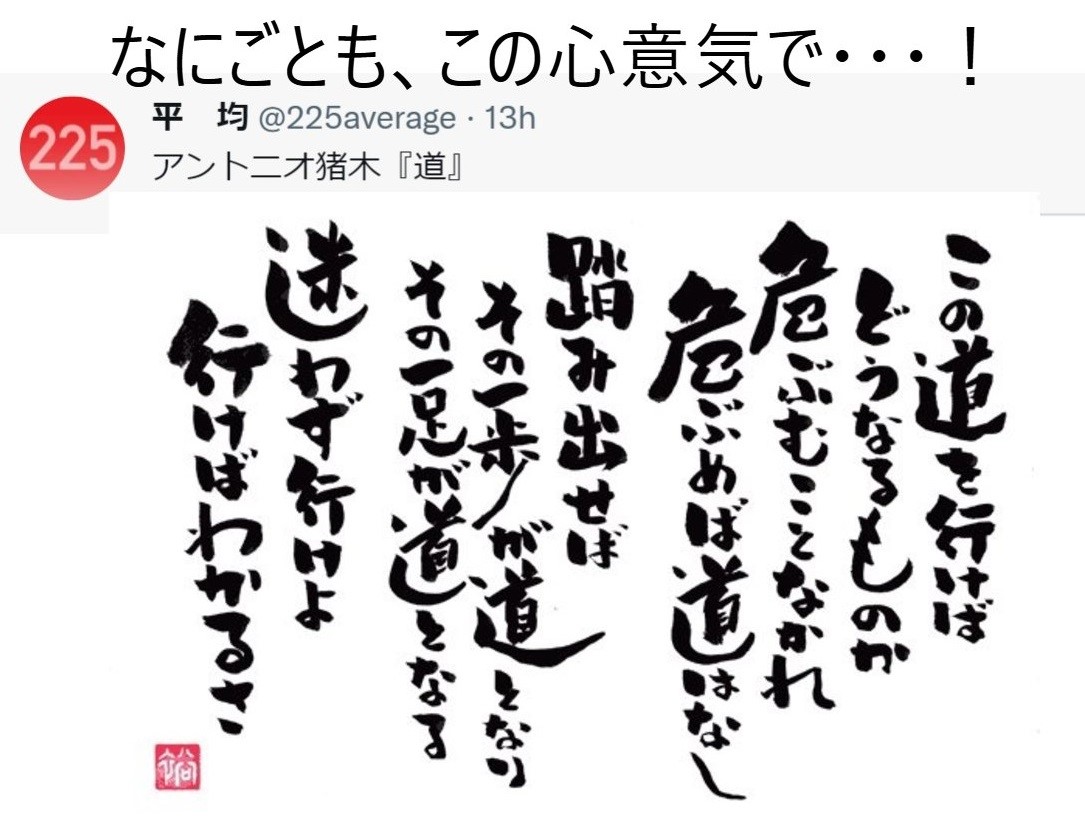 なにごとも、この心意気で・・・！
225
平　均 @225average · 13h
アントニオ猪木『道』
この道を行けば
どうなるものか
危ぶむことなかれ
危ぶめば道はなし
踏み出せば
その一歩が道となり
その一足が道となる
迷わず行けよ
行けばわかるさ